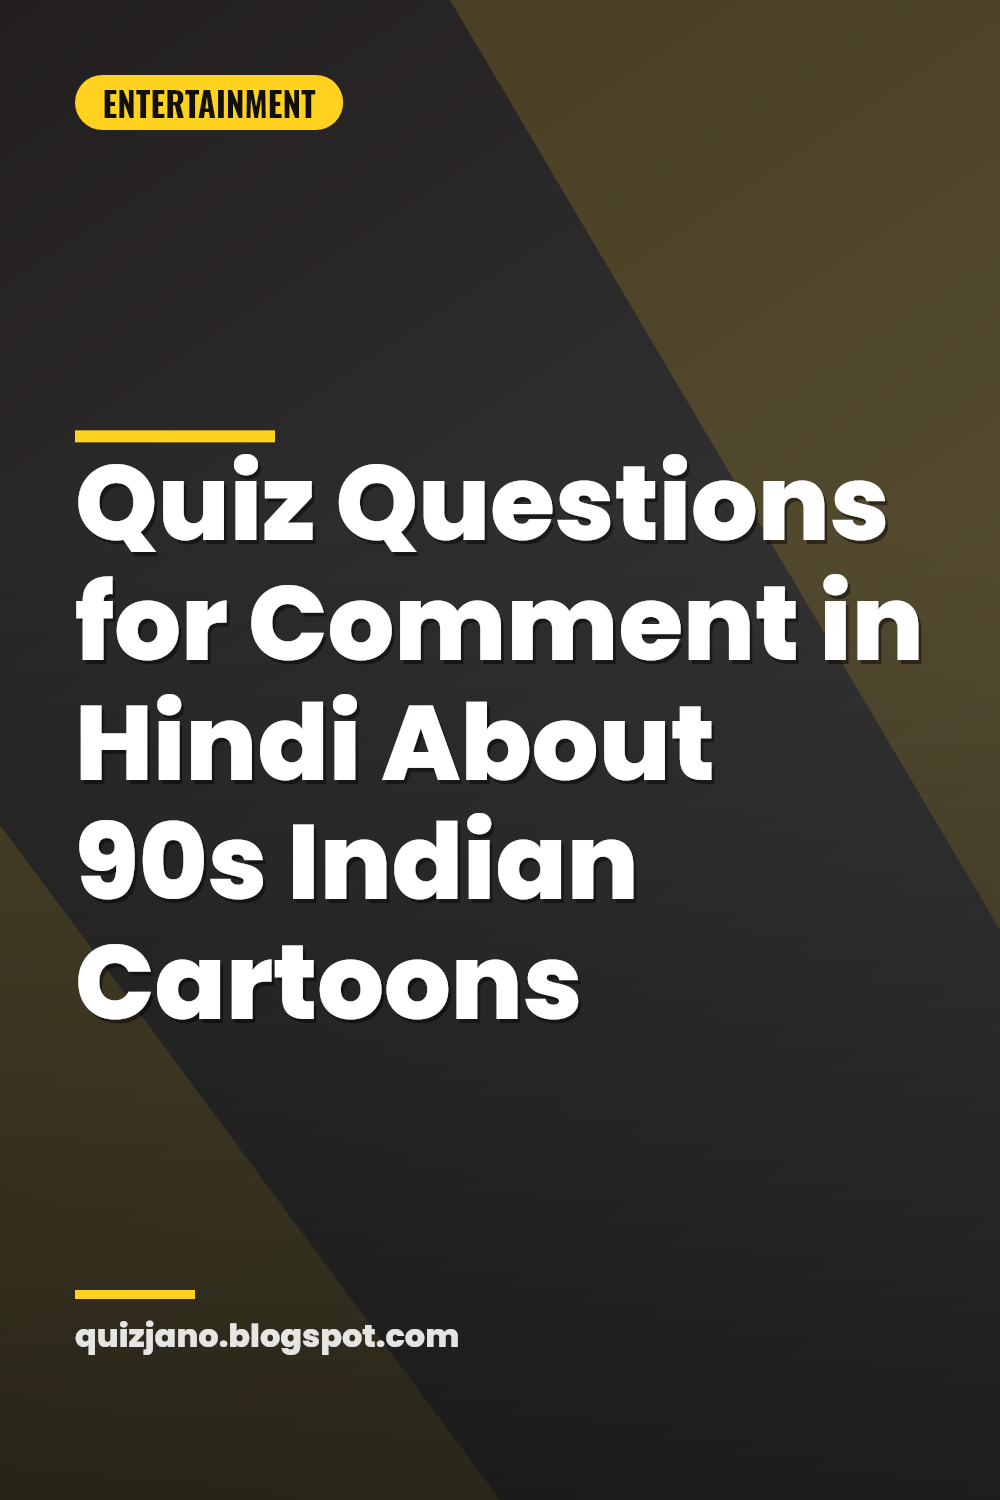 ENTERTAINMENT
Quiz Questions
for Comment in
Hindi About
90s Indian
Cartoons
quizjano.blogspot.com